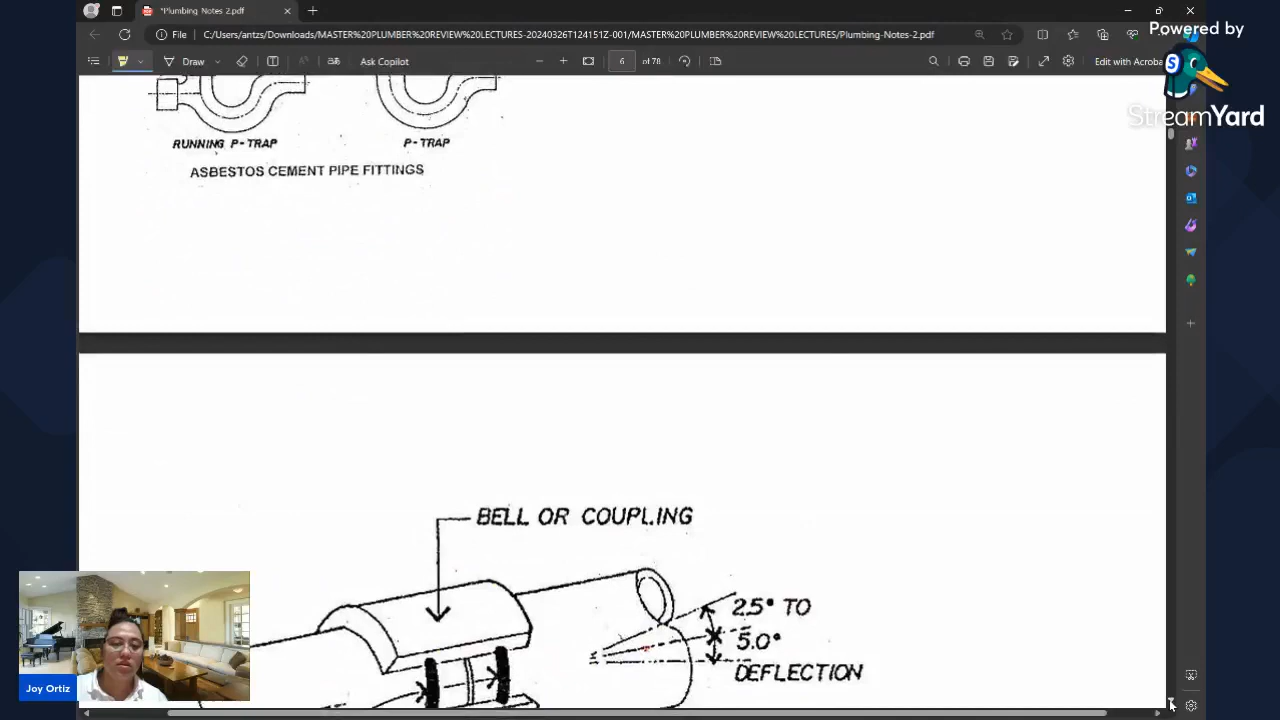 *Plumbing Notes 2.pdf
File
C:/Users/antzs/Downloads/MASTER%20PLUMBER%20REVIEW%20LECTURES-20240326T124151Z-001/MASTER%20PLUMBER%20REVIEW%20LECTURES/Plumbing-Notes-2.pdf
Draw
Ask Copilot
6 of 78
Edit with Acroba
Powered by
StreamYard
RUNNING P-TRAP
P-TRAP
ASBESTOS CEMENT PIPE FITTINGS
BELL OR COUPLING
2.5° TO
5.0°
DEFLECTION
Joy Ortiz